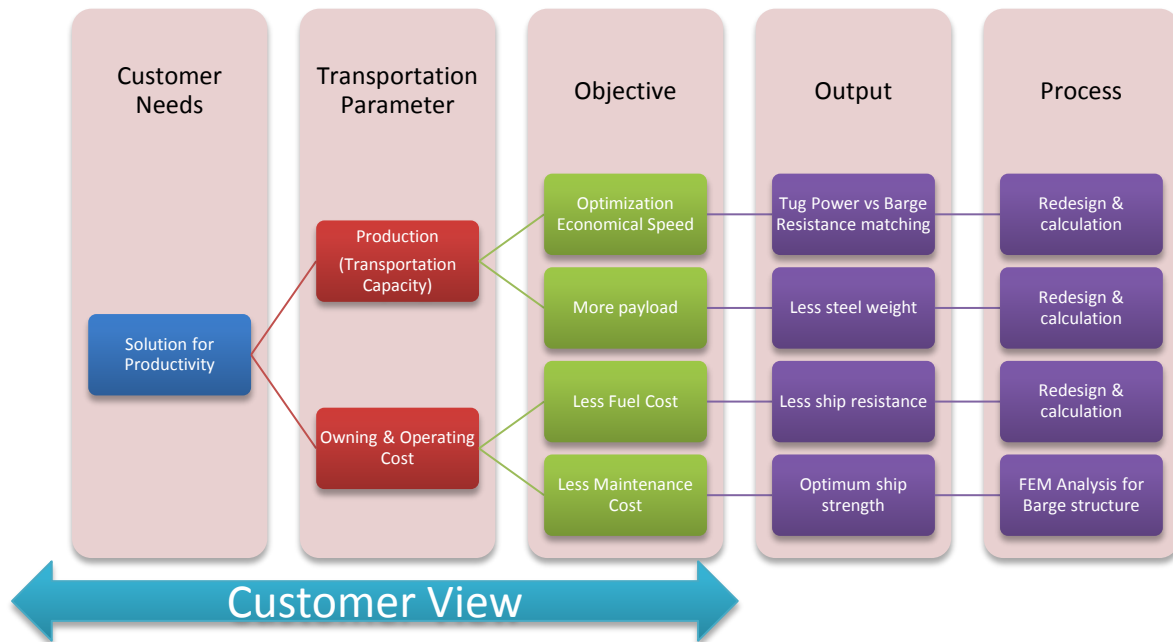 Customer
Needs
Transportation
Parameter
Objective
Output
Process
Solution for
Productivity
Production
(Transportation
Capacity)
Owning & Operating
Cost
Optimization
Economical Speed
More payload
Less Fuel Cost
Less Maintenance
Cost
Tug Power vs Barge
Resistance matching
Less steel weight
Less ship resistance
Optimum ship
strength
Redesign &
calculation
Redesign &
calculation
Redesign &
calculation
FEM Analysis for
Barge structure
Customer View